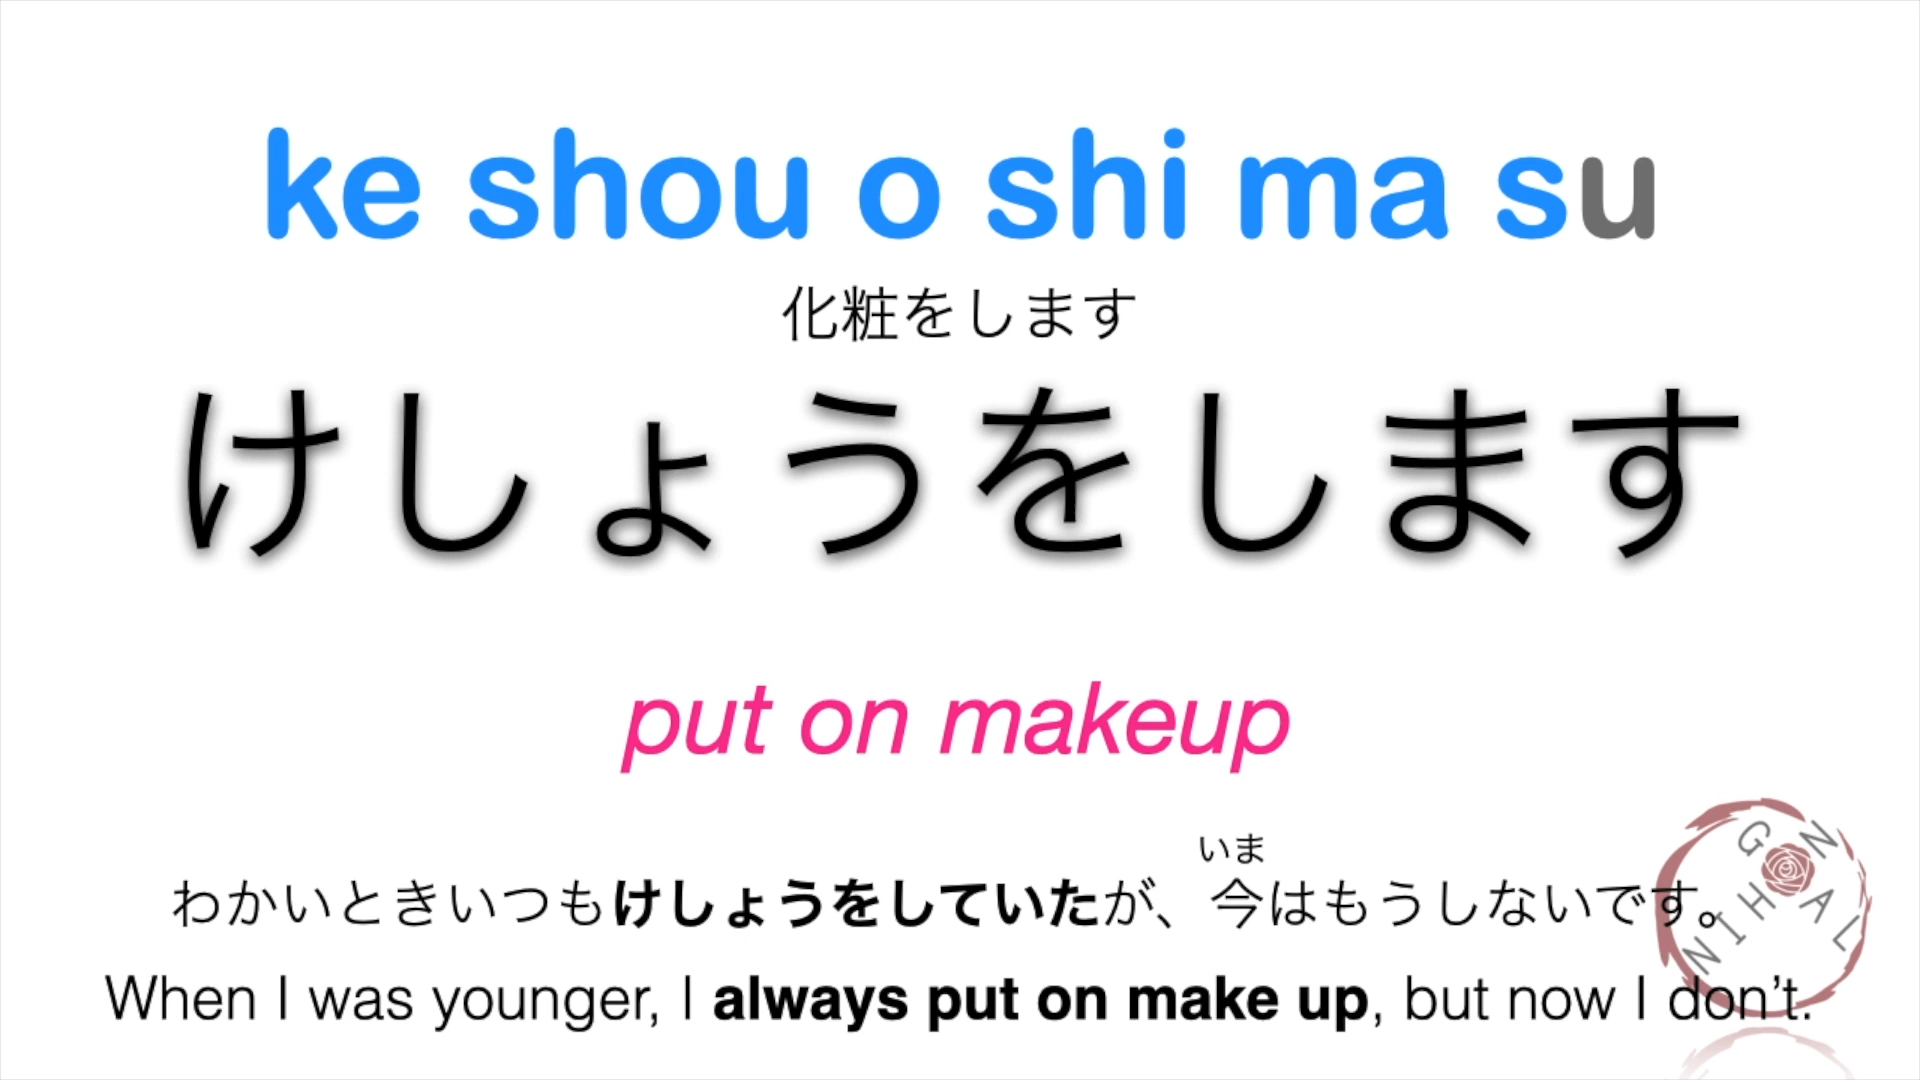 ke shou o shi ma su
化粧をします
けしょうをします
put on makeup
いま
わかいときいつもけしょうをしていたが、今はもうしないです。
When I was younger, I always put on make up, but now I don't.
NIHONGAL